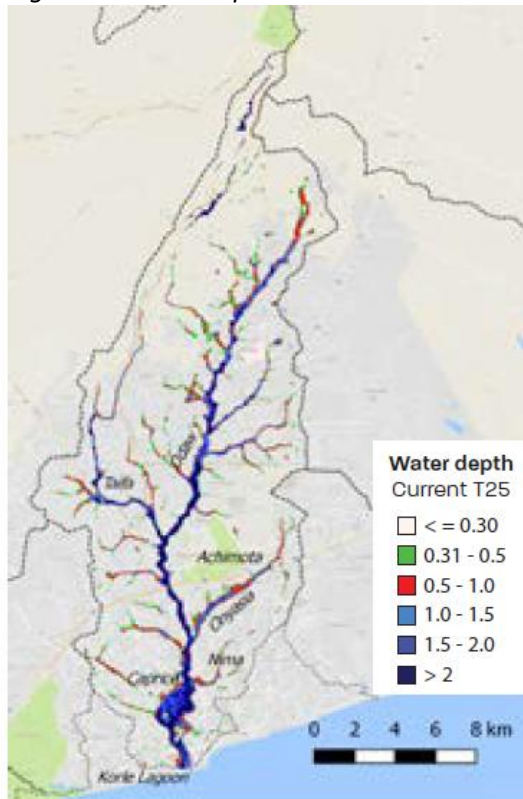 Odaw
Taifa
Achimota
Onyasia
Nima
Caprice
Korle Lagoon
Water depth
Current T25
< = 0.30
0.31 - 0.5
0.5 - 1.0
1.0 - 1.5
1.5 - 2.0
> 2
0 2 4 6 8 km